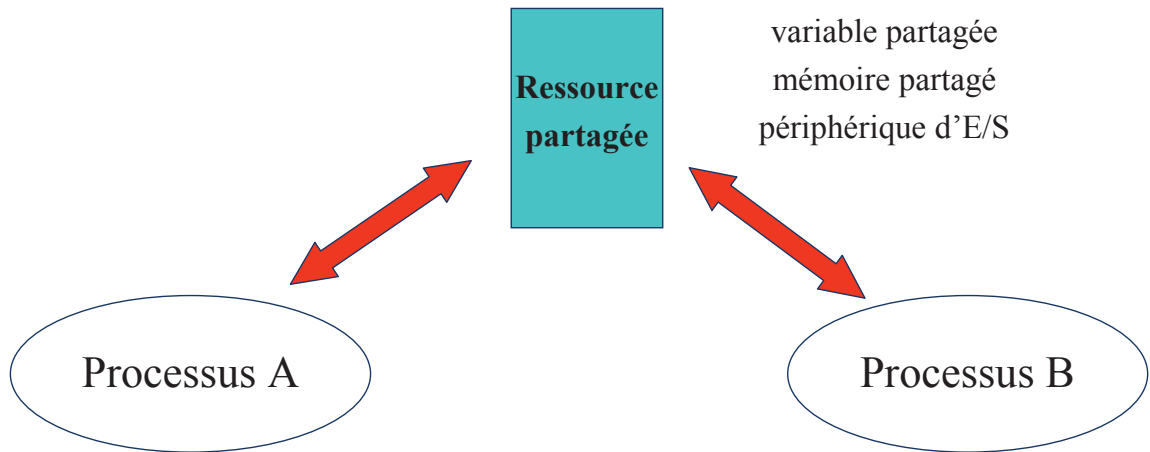 Ressource
partagée
variable partagée
mémoire partagé
périphérique d’E/S
Processus A
Processus B